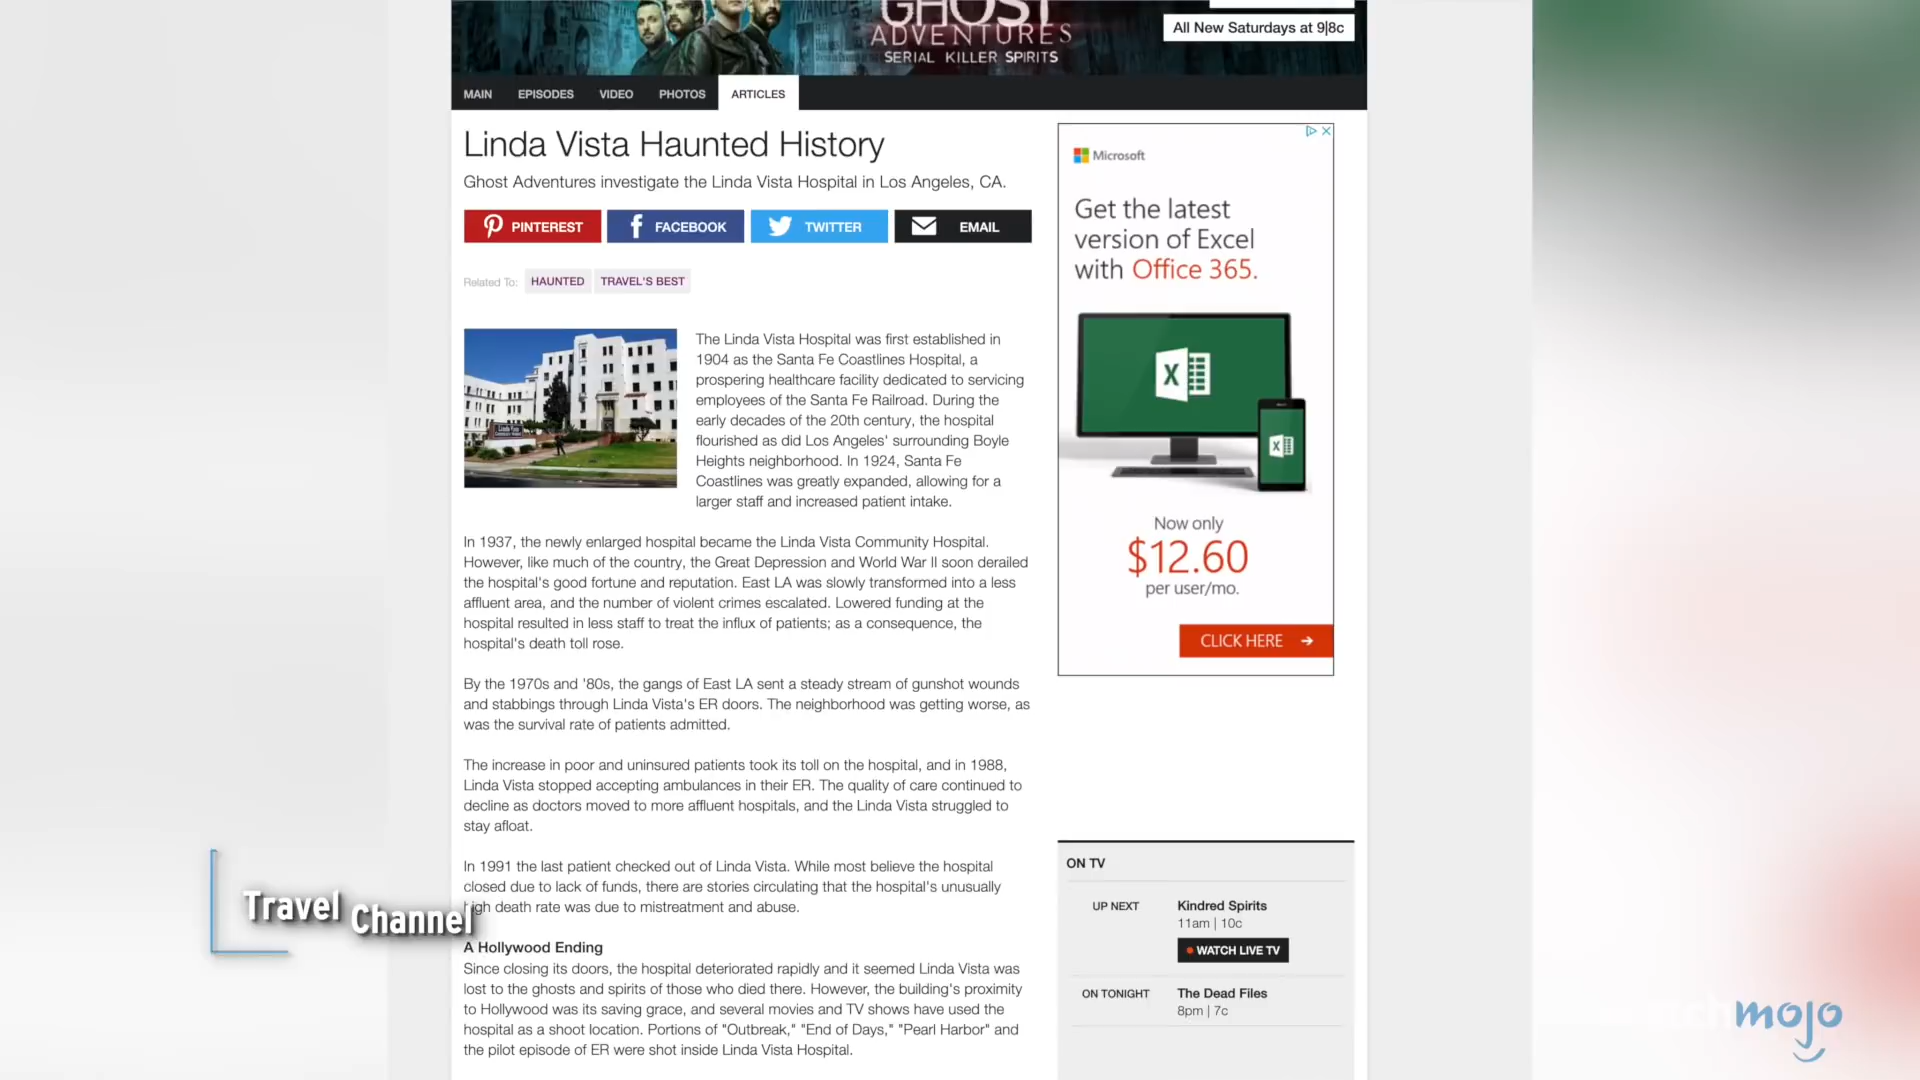 GHOST
ADVENTURES
SERIAL KILLER SPIRITS
All New Saturdays at 9|8c
MAIN EPISODES VIDEO PHOTOS ARTICLES
Linda Vista Haunted History
Ghost Adventures investigate the Linda Vista Hospital in Los Angeles, CA.
PINTEREST FACEBOOK TWITTER EMAIL
Related To: HAUNTED TRAVEL'S BEST
The Linda Vista Hospital was first established in
1904 as the Santa Fe Coastlines Hospital, a
prospering healthcare facility dedicated to servicing
employees of the Santa Fe Railroad. During the
early decades of the 20th century, the hospital
flourished as did Los Angeles' surrounding Boyle
Heights neighborhood. In 1924, Santa Fe
Coastlines was greatly expanded, allowing for a
larger staff and increased patient intake.
In 1937, the newly enlarged hospital became the Linda Vista Community Hospital.
However, like much of the country, the Great Depression and World War II soon derailed
the hospital's good fortune and reputation. East LA was slowly transformed into a less
affluent area, and the number of violent crimes escalated. Lowered funding at the
hospital resulted in less staff to treat the influx of patients; as a consequence, the
hospital's death toll rose.
By the 1970s and '80s, the gangs of East LA sent a steady stream of gunshot wounds
and stabbings through Linda Vista's ER doors. The neighborhood was getting worse, as
was the survival rate of patients admitted.
The increase in poor and uninsured patients took its toll on the hospital, and in 1988,
Linda Vista stopped accepting ambulances in their ER. The quality of care continued to
decline as doctors moved to more affluent hospitals, and the Linda Vista struggled to
stay afloat.
In 1991 the last patient checked out of Linda Vista. While most believe the hospital
closed due to lack of funds, there are stories circulating that the hospital's unusually
high death rate was due to mistreatment and abuse.
A Hollywood Ending
Since closing its doors, the hospital deteriorated rapidly and it seemed Linda Vista was
lost to the ghosts and spirits of those who died there. However, the building's proximity
to Hollywood was its saving grace, and several movies and TV shows have used the
hospital as a shoot location. Portions of "Outbreak," "End of Days," "Pearl Harbor" and
the pilot episode of ER were shot inside Linda Vista Hospital.
Microsoft
Get the latest
version of Excel
with Office 365.
Now only
$12.60
per user/mo.
CLICK HERE
ON TV
UP NEXT Kindred Spirits
11am | 10c
WATCH LIVE TV
ON TONIGHT The Dead Files
8pm | 7c
Travel Channel
mojo